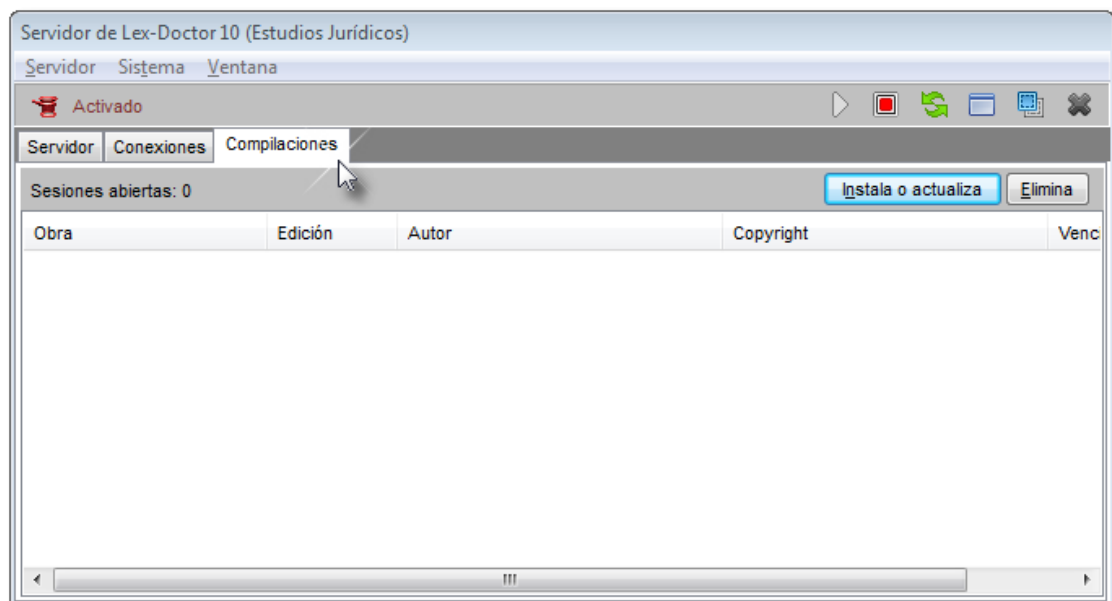 Servidor de Lex-Doctor 10 (Estudios Jurídicos)
Servidor Sistema Ventana
Activado
Servidor Conexiones Compilaciones
Sesiones abiertas: 0 Instala o actualiza Elimina
Obra Edición Autor Copyright Venc